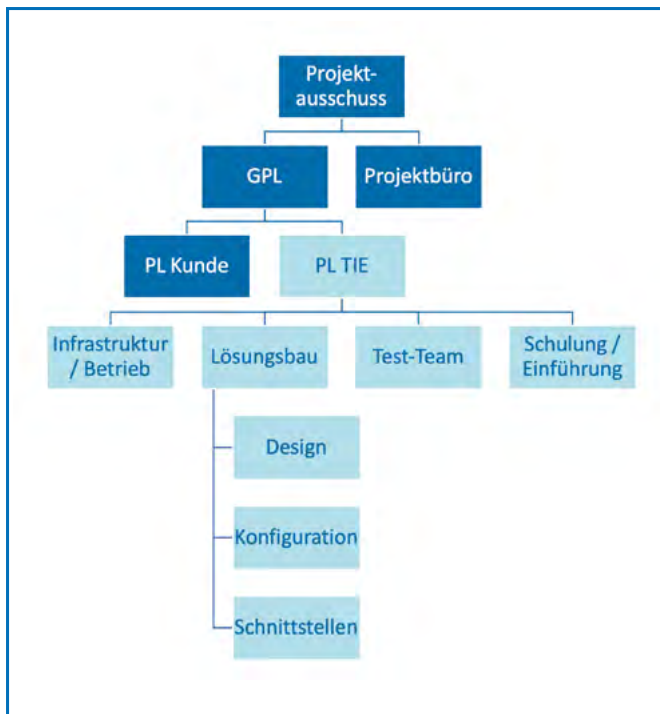 Projekt-
ausschuss
GPL
Projektbüro
PL Kunde
PL TIE
Infrastruktur
/ Betrieb
Lösungsbau
Test-Team
Schulung /
Einführung
Design
Konfiguration
Schnittstellen